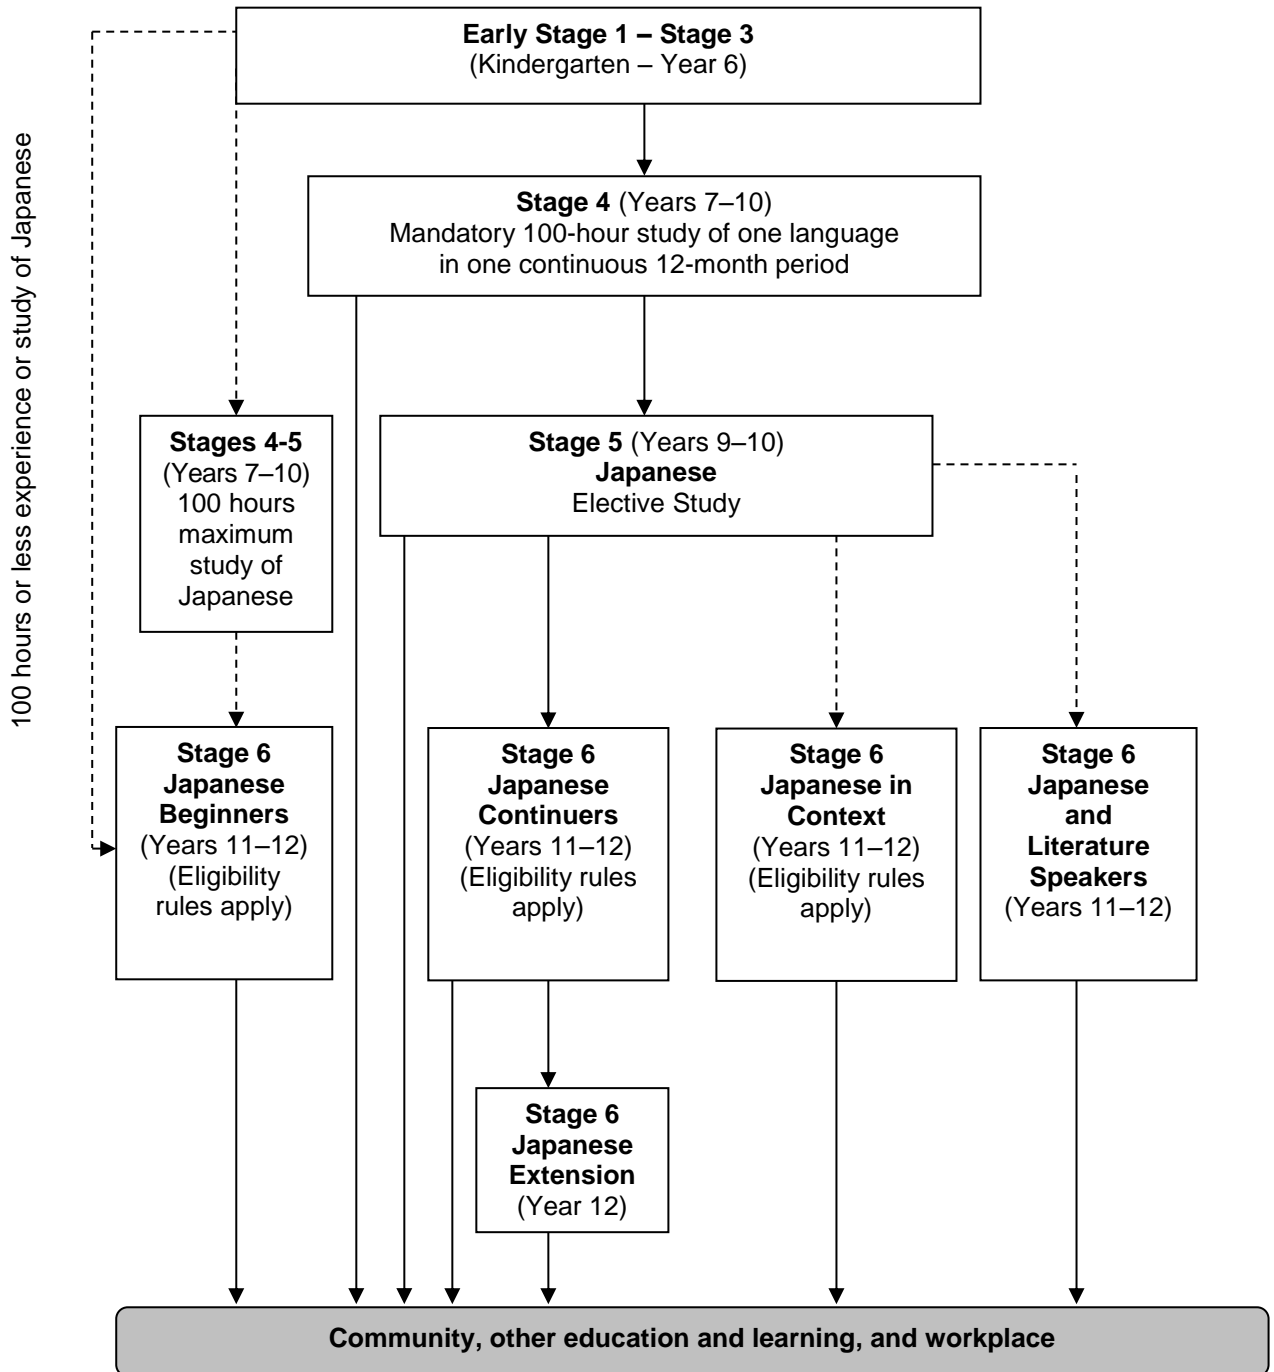 Early Stage 1 – Stage 3
(Kindergarten – Year 6)
100 hours or less experience or study of Japanese
Stage 4 (Years 7–10)
Mandatory 100-hour study of one language
in one continuous 12-month period
Stages 4-5
(Years 7–10)
100 hours
maximum
study of
Japanese
Stage 5 (Years 9–10)
Japanese
Elective Study
Stage 6
Japanese
Beginners
(Years 11–12)
(Eligibility
rules apply)
Stage 6
Japanese
Continuers
(Years 11–12)
(Eligibility rules
apply)
Stage 6
Japanese in
Context
(Years 11–12)
(Eligibility rules
apply)
Stage 6
Japanese
and
Literature
Speakers
(Years 11–12)
Stage 6
Japanese
Extension
(Year 12)
Community, other education and learning, and workplace